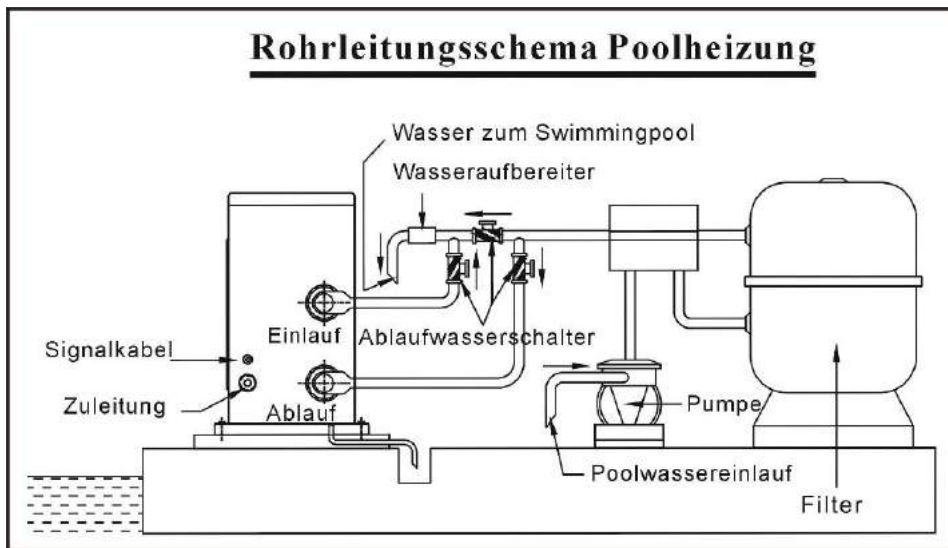 Rohrleitungsschema Poolheizung
Wasser zum Swimmingpool
Wasseraufbereiter
Einlauf
Ablaufwasserschalter
Signalkabel
Zuleitung
Ablauf
Pumpe
Poolwassereinlauf
Filter